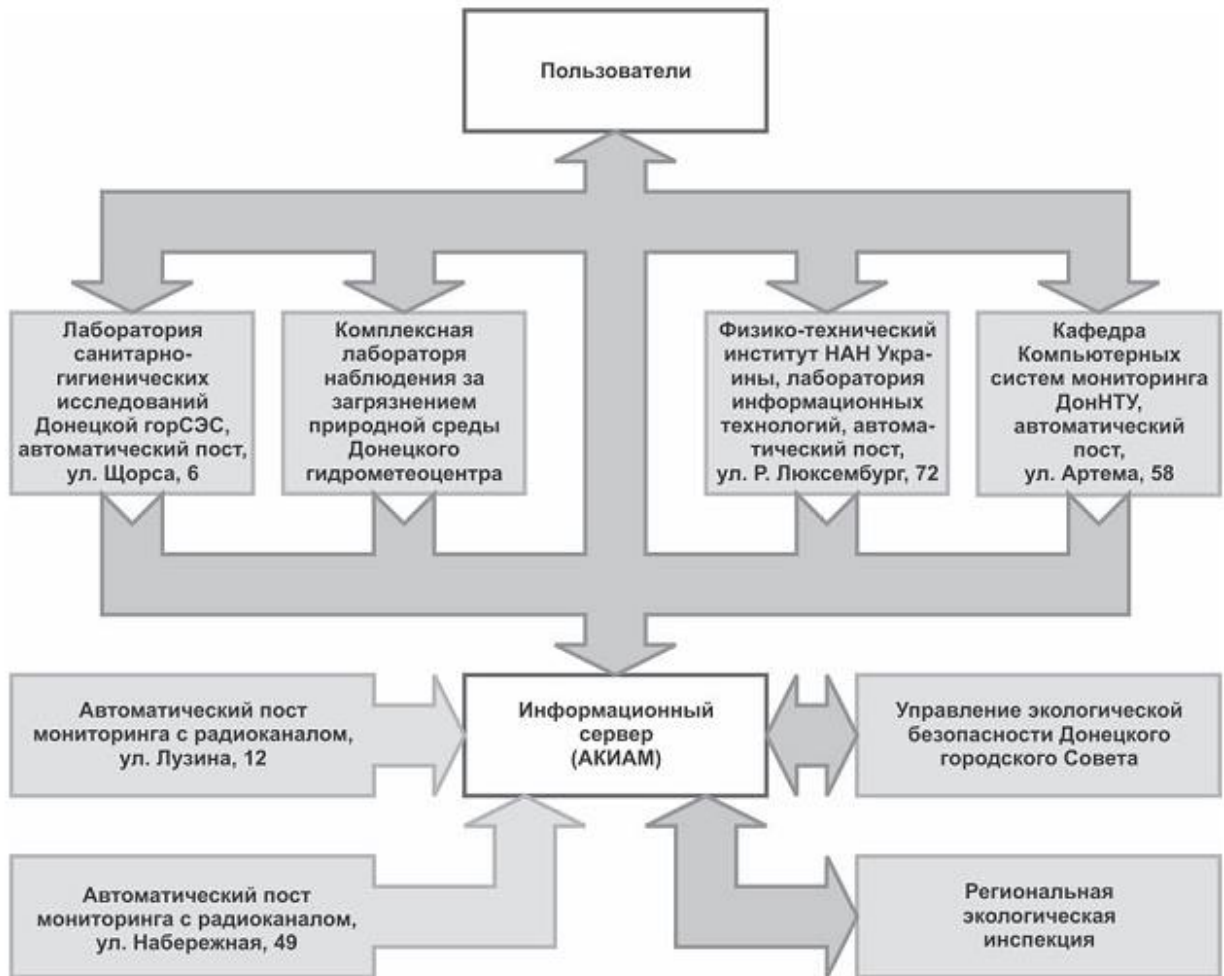 Пользователи
Лаборатория
санитарно-
гигиенических
исследований
Донецкой горСЭС,
автоматический пост,
ул. Щорса, 6
Комплексная
лабораторя
наблюдения за
загрязнением
природной среды
Донецкого
гидрометеоцентра
Физико-технический
институт НАН Укра-
ины, лаборатория
информационных
технологий, автома-
тический пост,
ул. Р. Люксембург, 72
Кафедра
Компьютерных
систем мониторинга
ДонНТУ,
автоматический
пост,
ул. Артема, 58
Автоматический пост
мониторинга с радиоканалом,
ул. Лузина, 12
Информационный
сервер
(АКИАМ)
Управление экологической
безопасности Донецкого
городского Совета
Автоматический пост
мониторинга с радиоканалом,
ул. Набережная, 49
Региональная
экологическая
инспекция